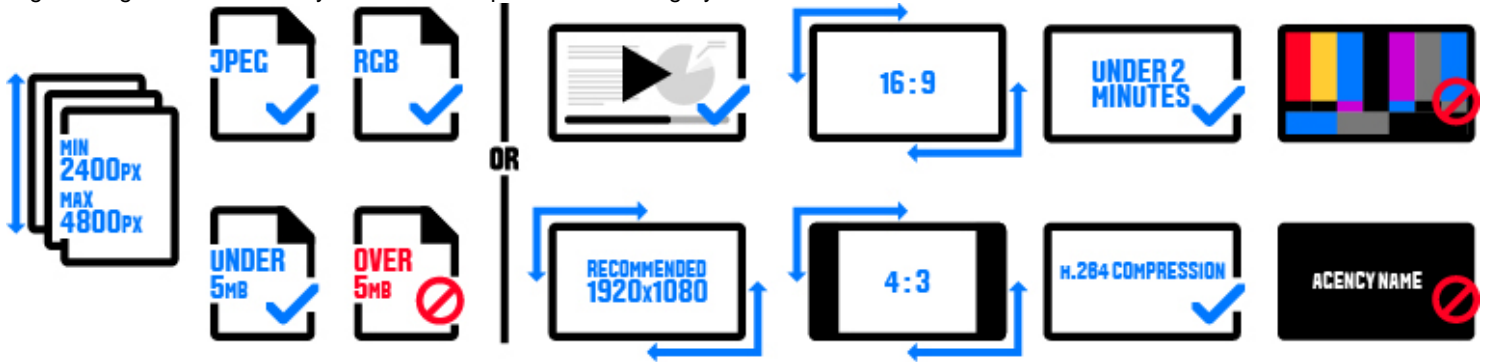 JPEG
RGB
MIN
2400PX
MAX
4800PX
UNDER
5MB
OVER
5MB
OR
16:9
UNDER 2
MINUTES
RECOMMENDED
1920x1080
4:3
H.264 COMPRESSION
AGENCY NAME